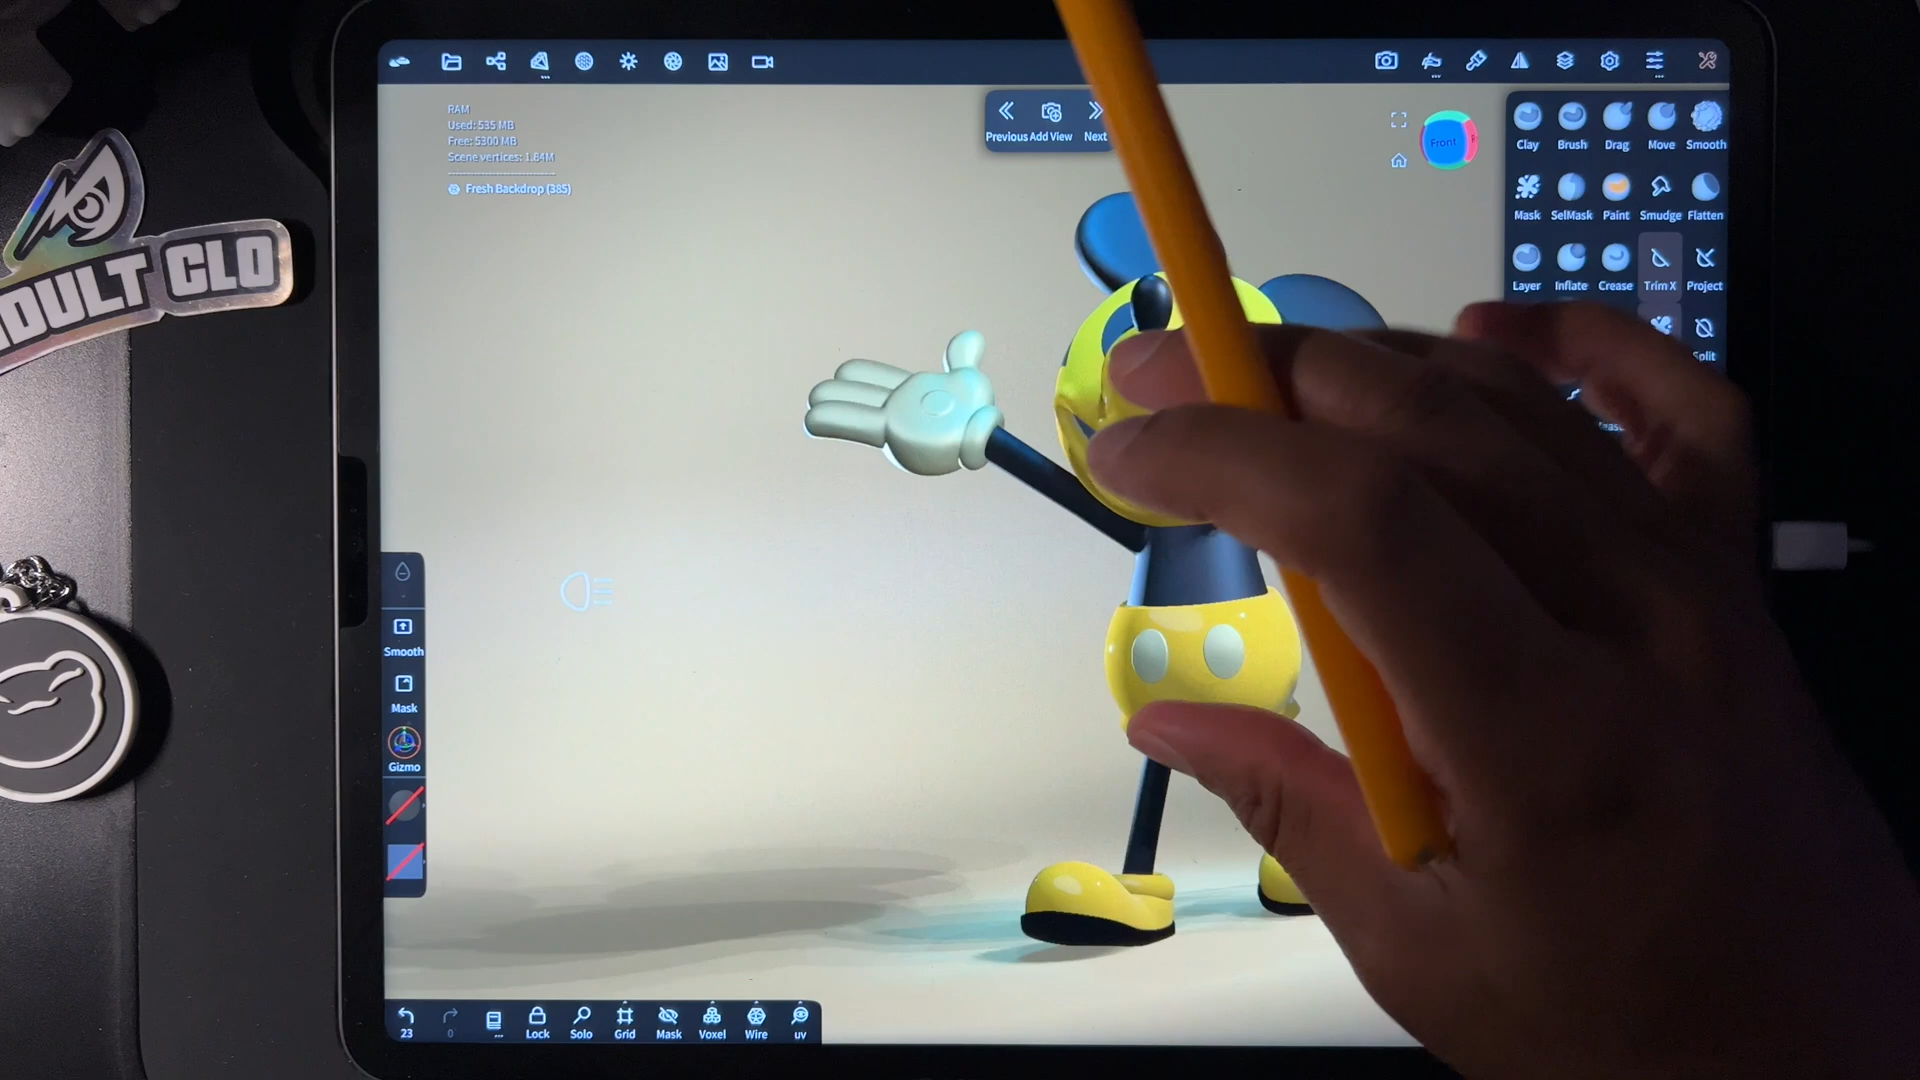 RAM
Used: 535 MB
Free: 5300 MB
Scene vertices: 1.84M
Fresh Backdrop (385)
Previous Add View Next
Front
Clay Brush Drag Move Smooth
Mask SelMask Paint Smudge Flatten
Layer Inflate Crease Trim X Project
Split
DULT CLO
Smooth
Mask
Gizmo
23 0 Lock Solo Grid Mask Voxel Wire uv